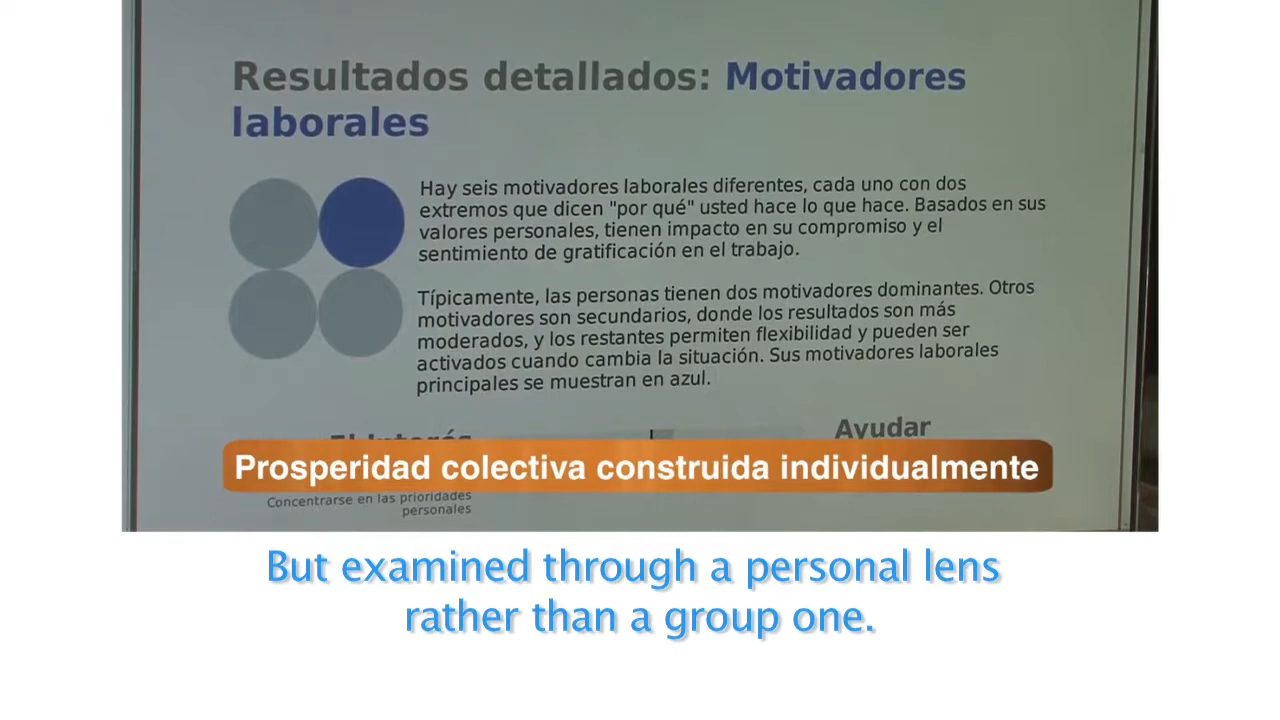 Resultados detallados: Motivadores
laborales
Hay seis motivadores laborales diferentes, cada uno con dos
extremos que dicen "por qué" usted hace lo que hace. Basados en sus
valores personales, tienen impacto en su compromiso y el
sentimiento de gratificación en el trabajo.
Típicamente, las personas tienen dos motivadores dominantes. Otros
motivadores son secundarios, donde los resultados son más
moderados, y los restantes permiten flexibilidad y pueden ser
activados cuando cambia la situación. Sus motivadores laborales
principales se muestran en azul.
El Interés
Ayudar
Prosperidad colectiva construida individualmente
Concentrarse en las prioridades
personales
But examined through a personal lens
rather than a group one.